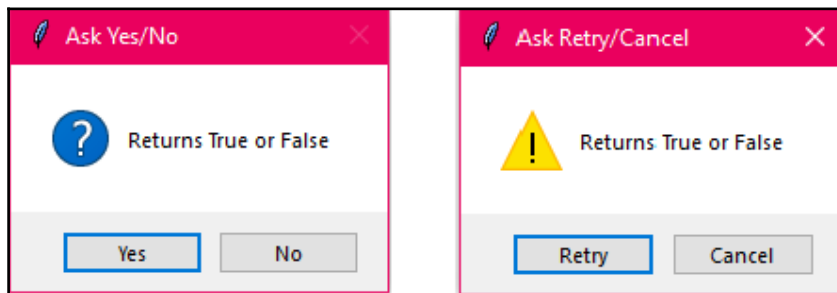 Ask Yes/No
?
Returns True or False
Yes No
Ask Retry/Cancel
!
Returns True or False
Retry Cancel